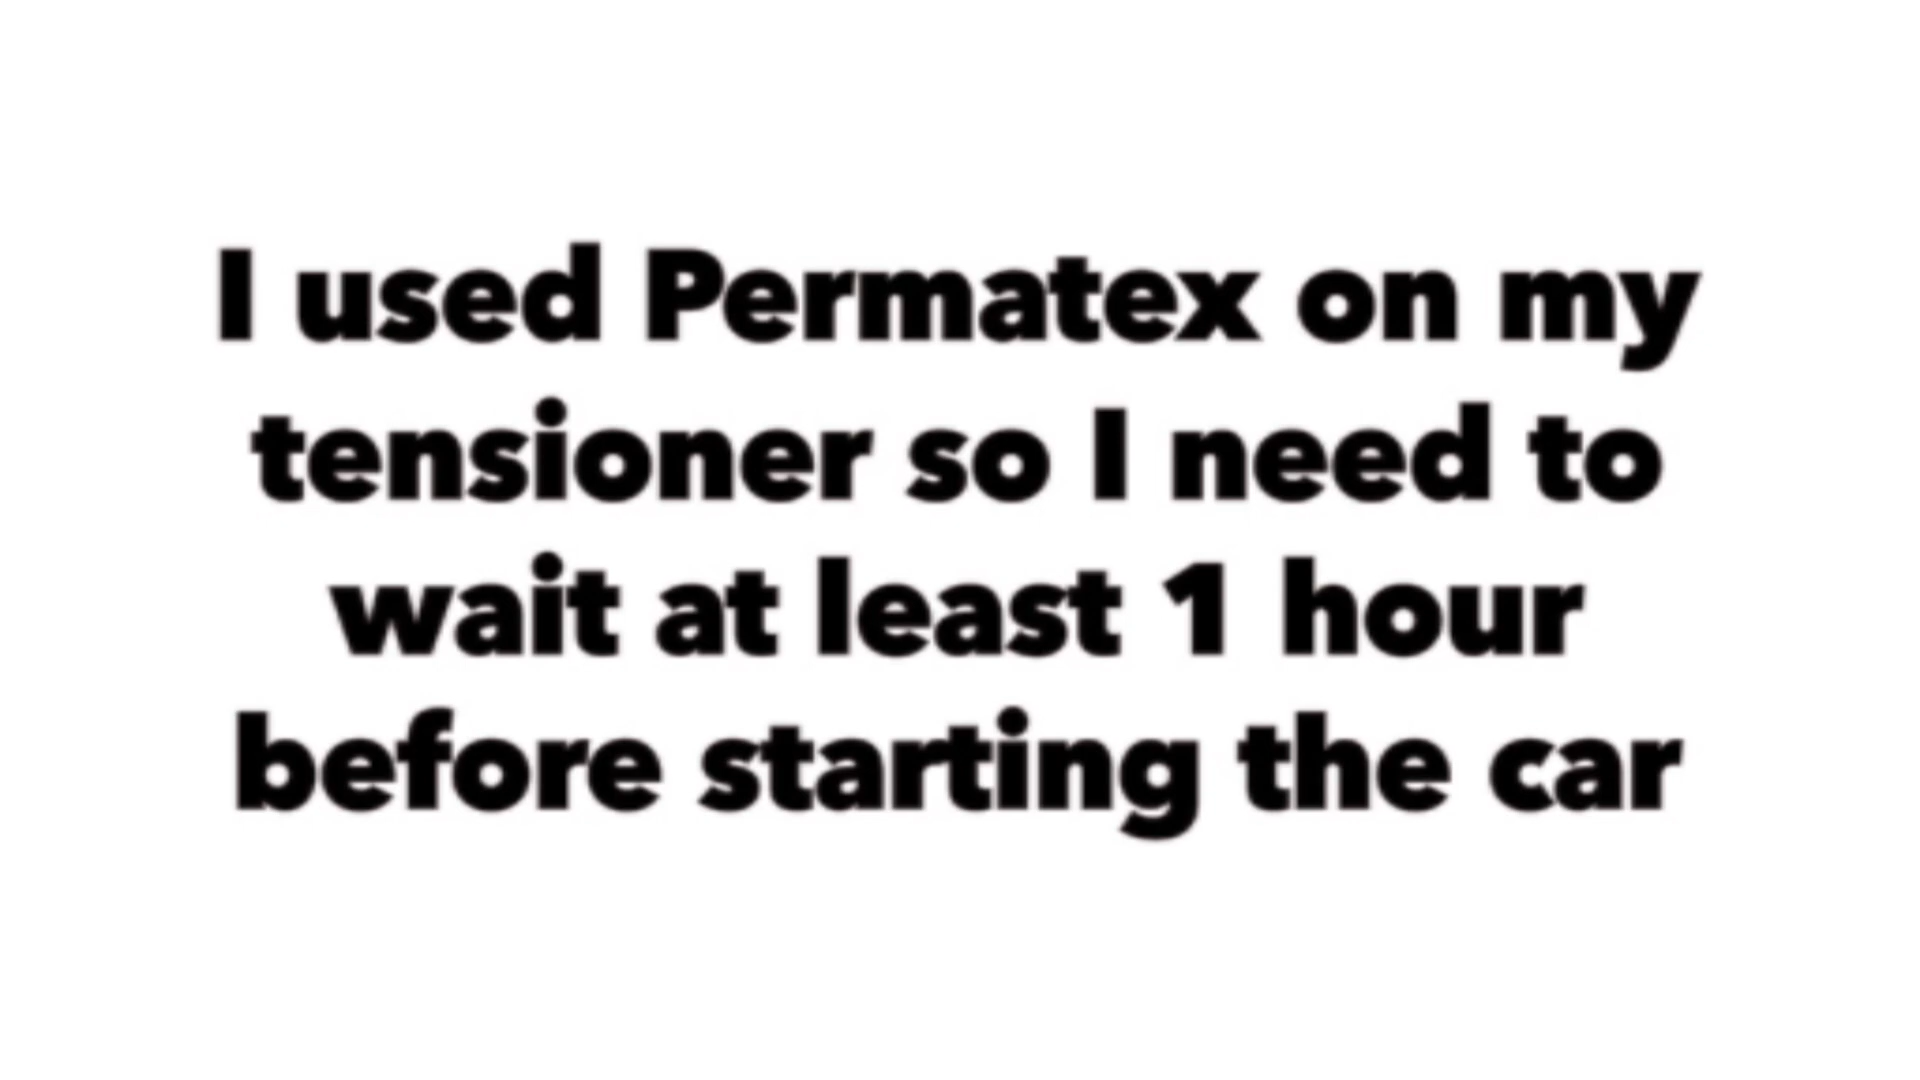 I used Permatex on my
tensioner so I need to
wait at least 1 hour
before starting the car